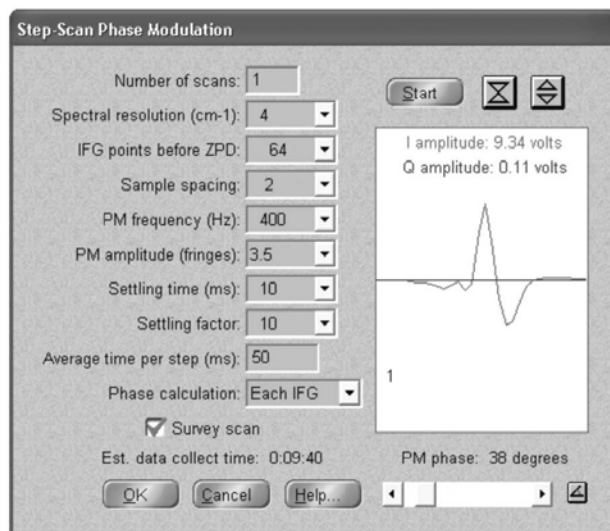 Step-Scan Phase Modulation
Number of scans: 1
Spectral resolution (cm-1): 4
IFG points before ZPD: 64
Sample spacing: 2
PM frequency (Hz): 400
PM amplitude (fringes): 3.5
Settling time (ms): 10
Settling factor: 10
Average time per step (ms): 50
Phase calculation: Each IFG
Survey scan
Est. data collect time: 0:09:40
OK Cancel Help...
Start
I amplitude: 9.34 volts
Q amplitude: 0.11 volts
1
PM phase: 38 degrees